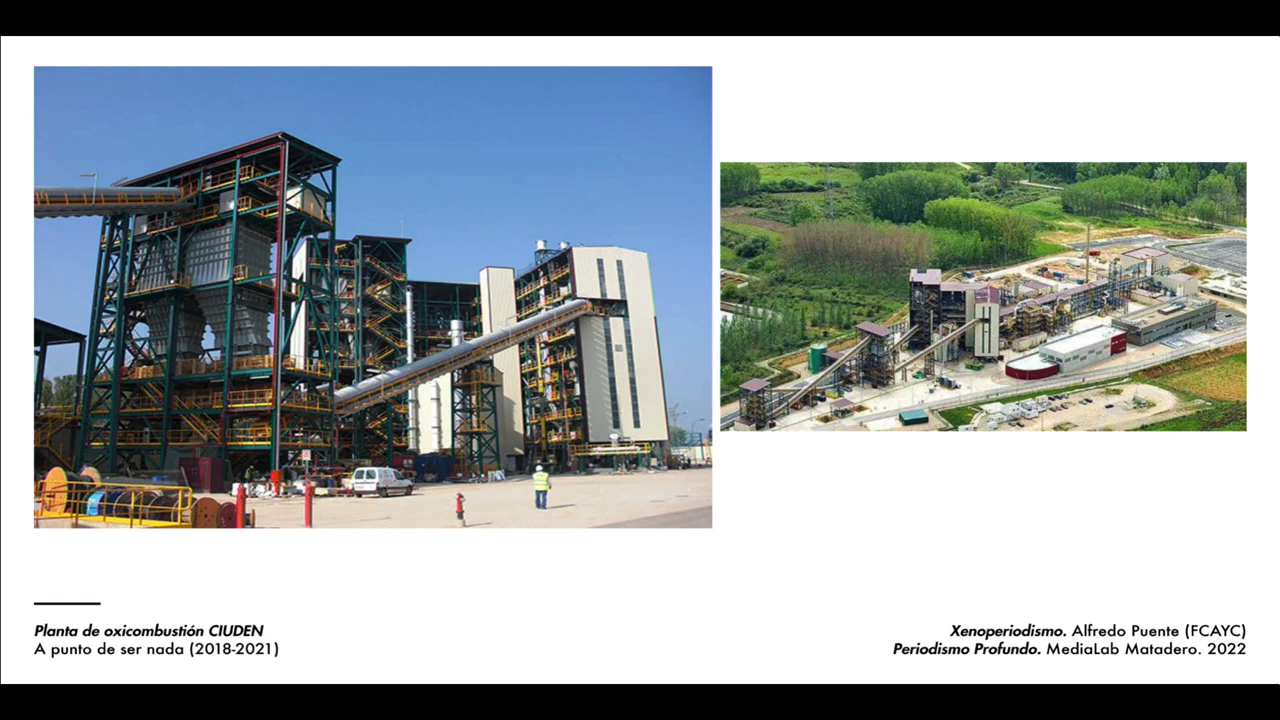 Planta de oxicombustión CIUDEN
A punto de ser nada (2018-2021)
Xenoperiodismo. Alfredo Puente (FCAYC)
Periodismo Profundo. MediaLab Matadero. 2022